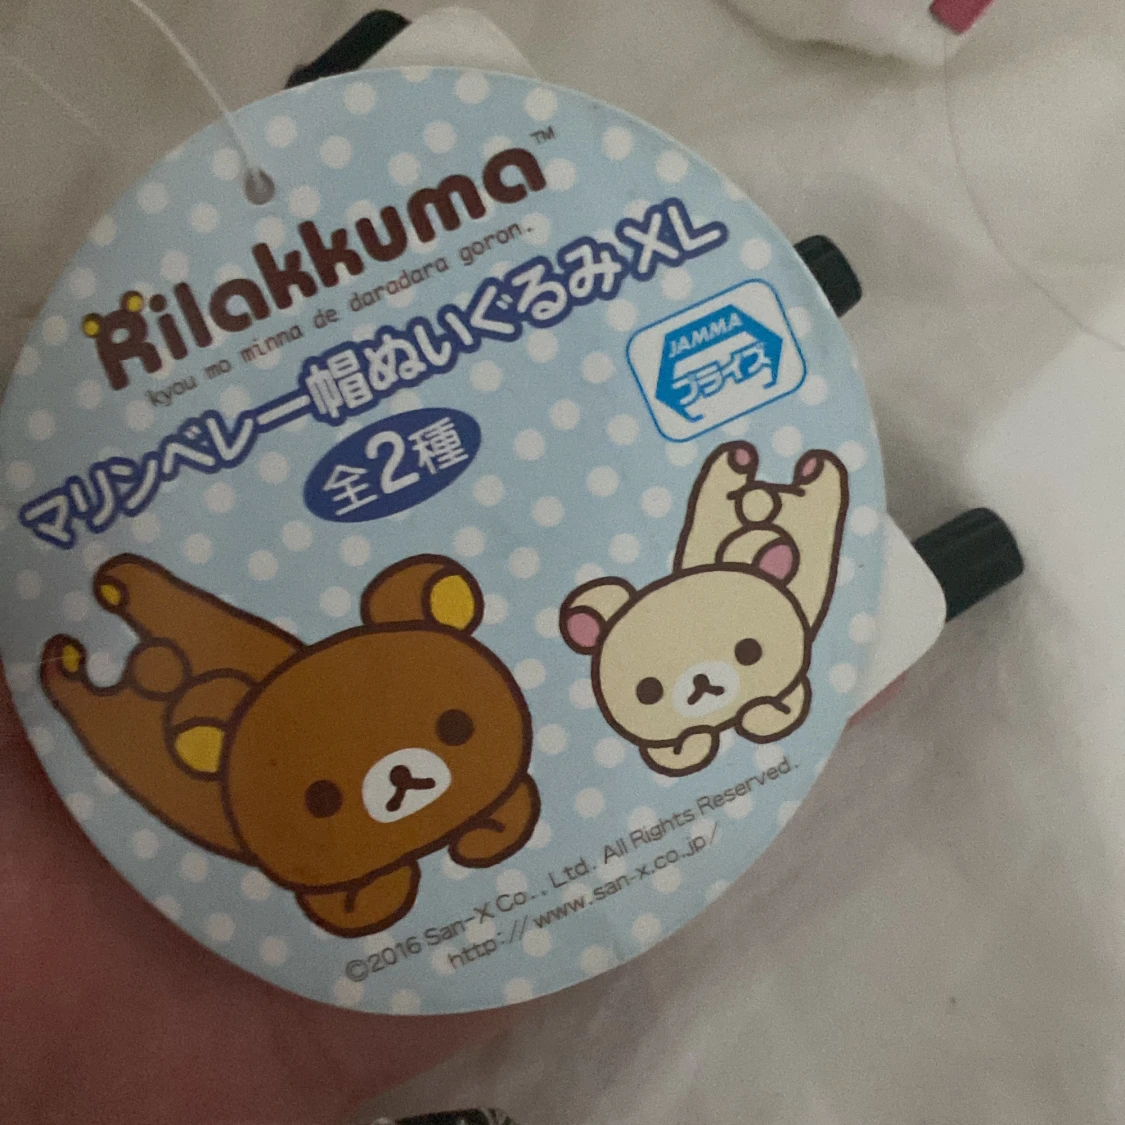 Rilakkuma™
kyou mo minna de daradara goron.
マリンベレー帽ぬいぐるみXL
全2種
JAMMA
プライズ
©2016 San-X Co., Ltd. All Rights Reserved.
http://www.san-x.co.jp/